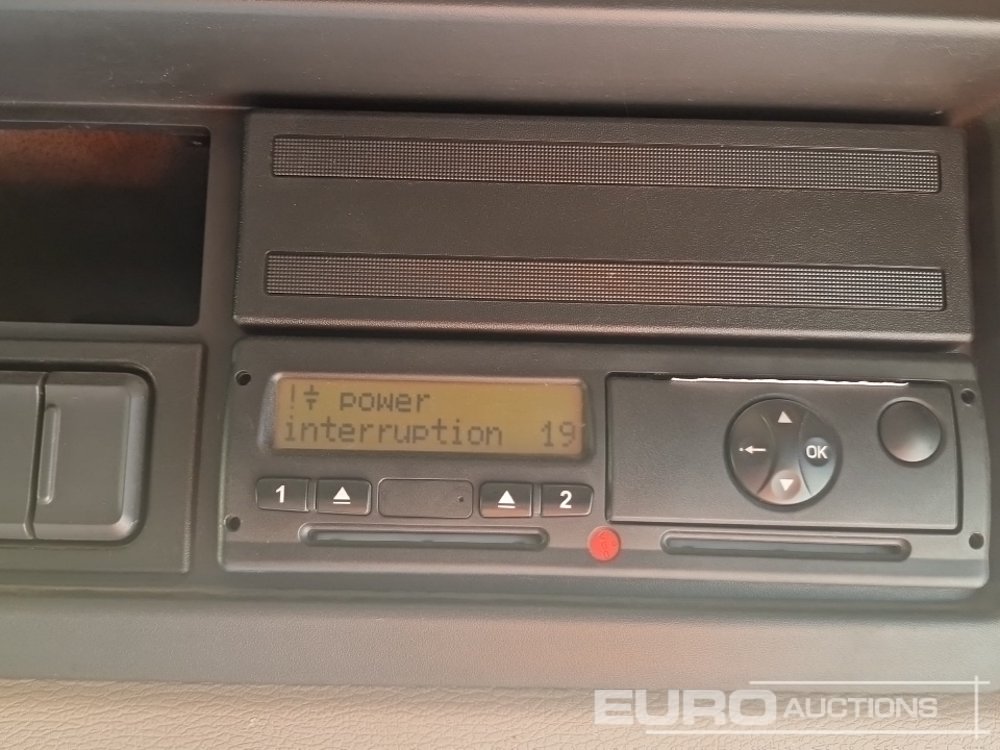 ! power
interruption 19
1
2
OK
EURO AUCTIONS